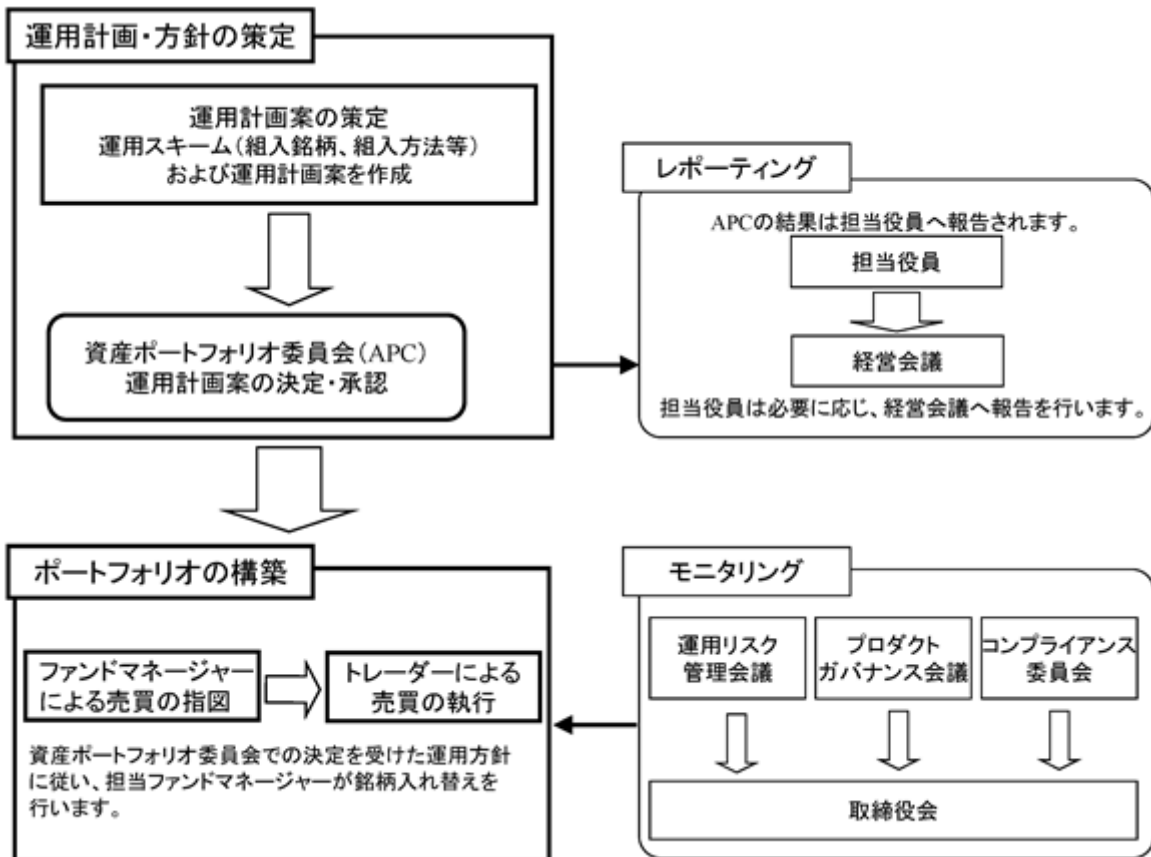 運用計画・方針の策定
運用計画案の策定
運用スキーム(組入銘柄、組入方法等)
および運用計画案を作成
資産ポートフォリオ委員会(APC)
運用計画案の決定・承認
レポーティング
APCの結果は担当役員へ報告されます。
担当役員
経営会議
担当役員は必要に応じ、経営会議へ報告を行います。
ポートフォリオの構築
ファンドマネージャー
による売買の指図
トレーダーによる
売買の執行
資産ポートフォリオ委員会での決定を受けた運用方針
に従い、担当ファンドマネージャーが銘柄入れ替えを
行います。
モニタリング
運用リスク
管理会議
プロダクト
ガバナンス会議
コンプライアンス
委員会
取締役会